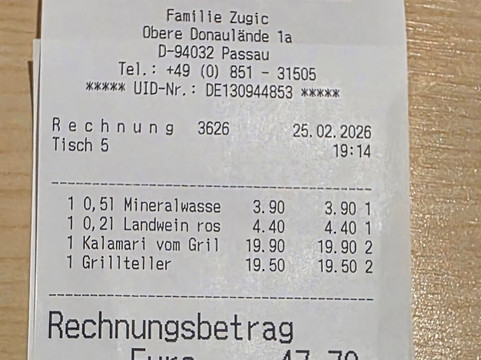 Familie Zugic
Obere Donaulände 1a
D-94032 Passau
Tel.: +49 (0) 851 - 31505
***** UID-Nr.: DE130944853 *****
Rechnung 3626 25.02.2026
Tisch 5 19:14
1 0,5l Mineralwasse 3.90 3.90 1
1 0,2l Landwein ros 4.40 4.40 1
1 Kalamari vom Gril 19.90 19.90 2
1 Grillteller 19.50 19.50 2
Rechnungsbetrag
Euro 47.70